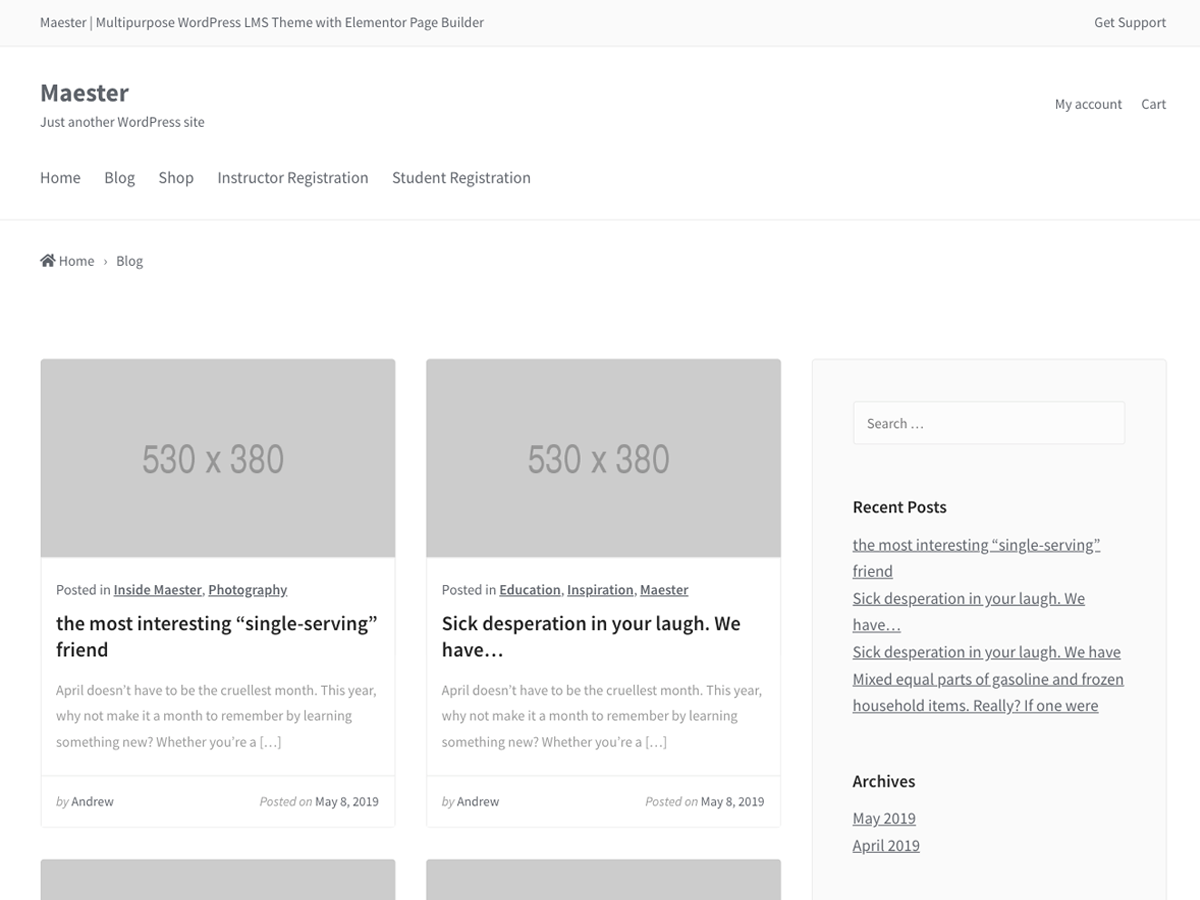 Maester | Multipurpose WordPress LMS Theme with Elementor Page Builder
Get Support
Maester
Just another WordPress site
My account Cart
Home Blog Shop Instructor Registration Student Registration
Home › Blog
530 x 380
Posted in Inside Maester, Photography
the most interesting “single-serving”
friend
April doesn’t have to be the cruellest month. This year,
why not make it a month to remember by learning
something new? Whether you’re a […]
by Andrew
Posted on May 8, 2019
530 x 380
Posted in Education, Inspiration, Maester
Sick desperation in your laugh. We
have…
April doesn’t have to be the cruellest month. This year,
why not make it a month to remember by learning
something new? Whether you’re a […]
by Andrew
Posted on May 8, 2019
Search …
Recent Posts
the most interesting “single-serving”
friend
Sick desperation in your laugh. We
have…
Sick desperation in your laugh. We have
Mixed equal parts of gasoline and frozen
household items. Really? If one were
Archives
May 2019
April 2019